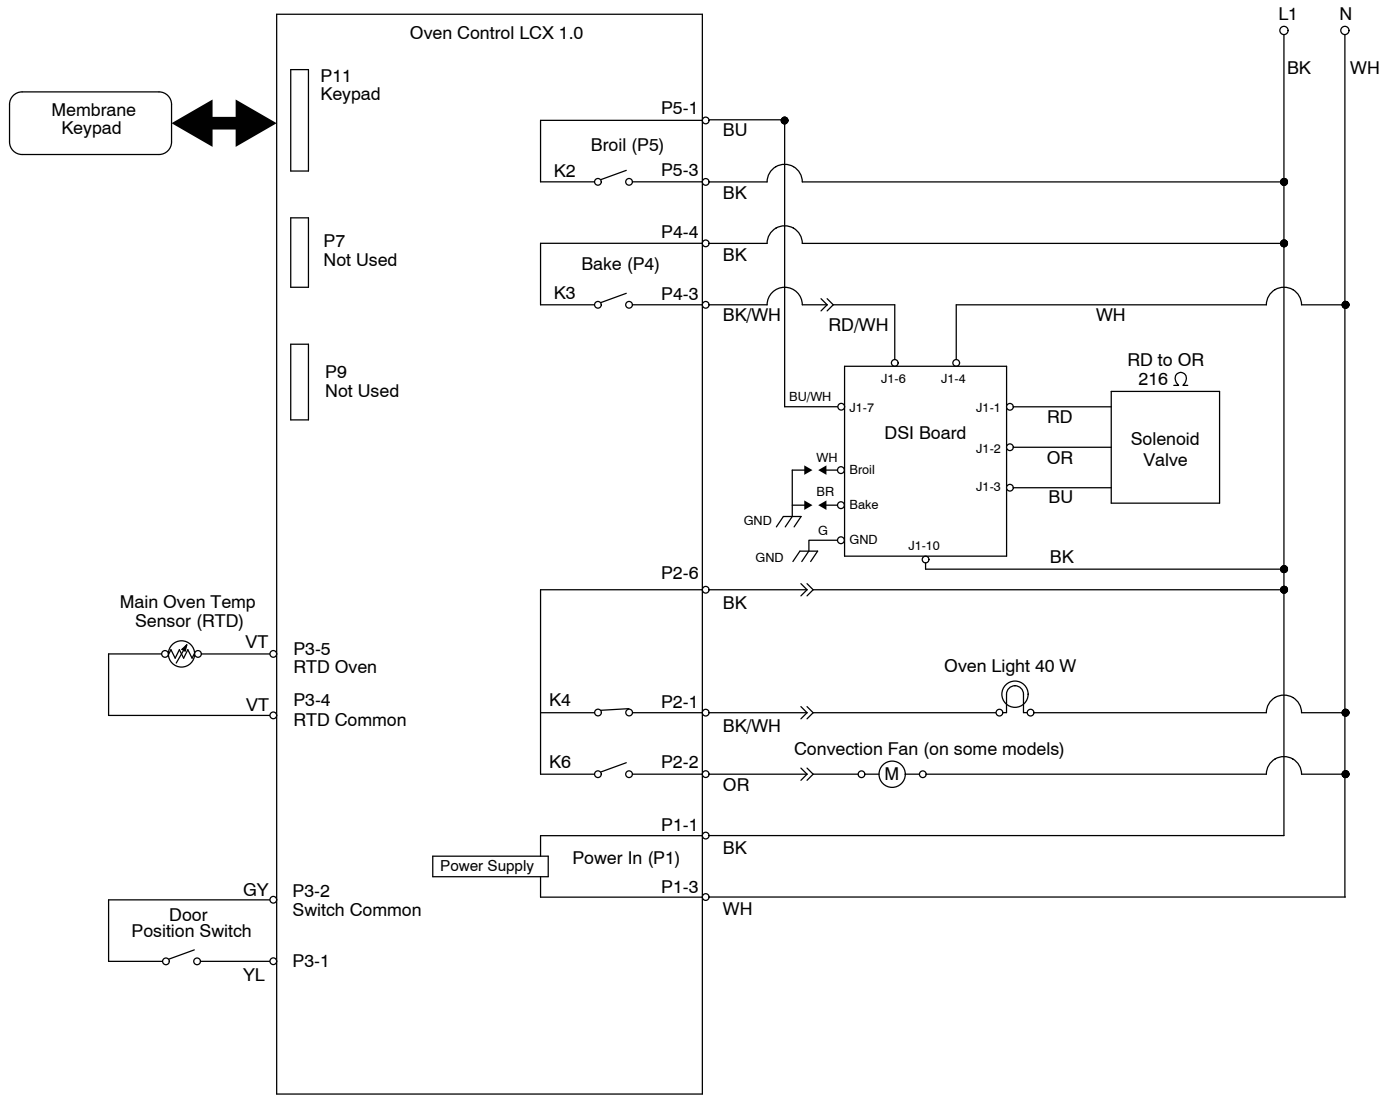 L1
N
Oven Control LCX 1.0
BK
WH
P11
Keypad
Membrane
Keypad
P5-1
BU
Broil (P5)
K2
P5-3
BK
P7
Not Used
P4-4
BK
Bake (P4)
K3
P4-3
BK/WH
RD/WH
WH
P9
Not Used
RD to OR
216 Ω
J1-6
J1-4
BU/WH
J1-7
J1-1
RD
DSI Board
Solenoid
Valve
J1-2
OR
WH
Broil
J1-3
BU
BR
Bake
GND
G
GND
GND
J1-10
BK
P2-6
BK
Main Oven Temp
Sensor (RTD)
VT
P3-5
RTD Oven
VT
P3-4
RTD Common
Oven Light 40 W
K4
P2-1
BK/WH
Convection Fan (on some models)
K6
P2-2
M
OR
P1-1
BK
Power Supply
Power In (P1)
P1-3
WH
GY
P3-2
Switch Common
Door
Position Switch
YL
P3-1